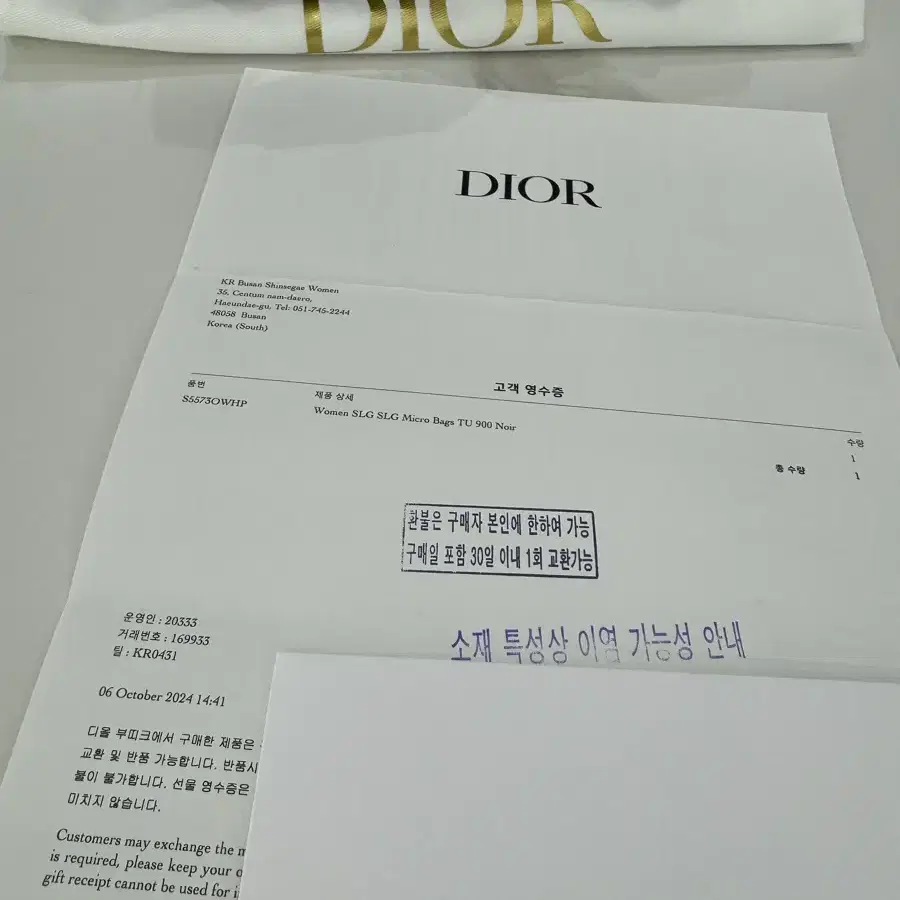 DIOR
DIOR
KR Busan Shinsegae Women
35, Centum nam-daero,
Haeundae-gu, Tel: 051-745-2244
48058 Busan
Korea (South)
고객 영수증
품번 제품 상세 수량
S5573OWHP Women SLG SLG Micro Bags TU 900 Noir 1
총 수량 1
환불은 구매자 본인에 한하여 가능
구매일 포함 30일 이내 1회 교환가능
소재 특성상 이염 가능성 안내
운영인 : 20333
거래번호 : 169933
틸 : KR0431
06 October 2024 14:41
디올 부띠크에서 구매한 제품은
교환 및 반품 가능합니다. 반품시
불이 불가합니다. 선물 영수증은
미치지 않습니다.
Customers may exchange the
is required, please keep your
gift receipt cannot be used for